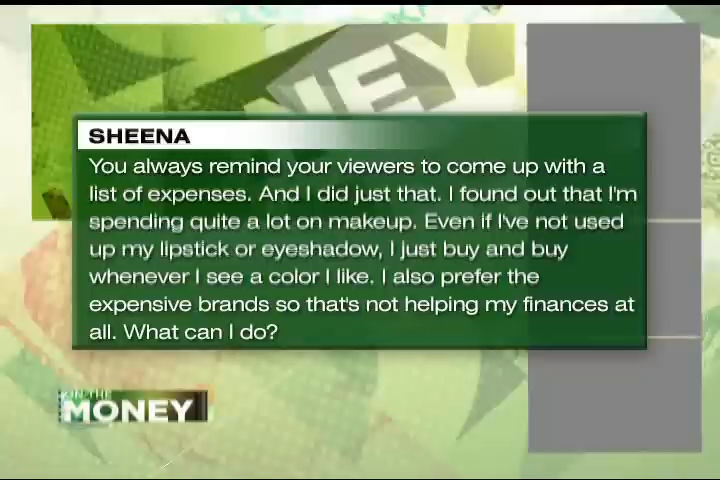 NEY
SHEENA
You always remind your viewers to come up with a
list of expenses. And I did just that. I found out that I'm
spending quite a lot on makeup. Even if I've not used
up my lipstick or eyeshadow, I just buy and buy
whenever I see a color I like. I also prefer the
expensive brands so that's not helping my finances at
all. What can I do?
ON THE
MONEY